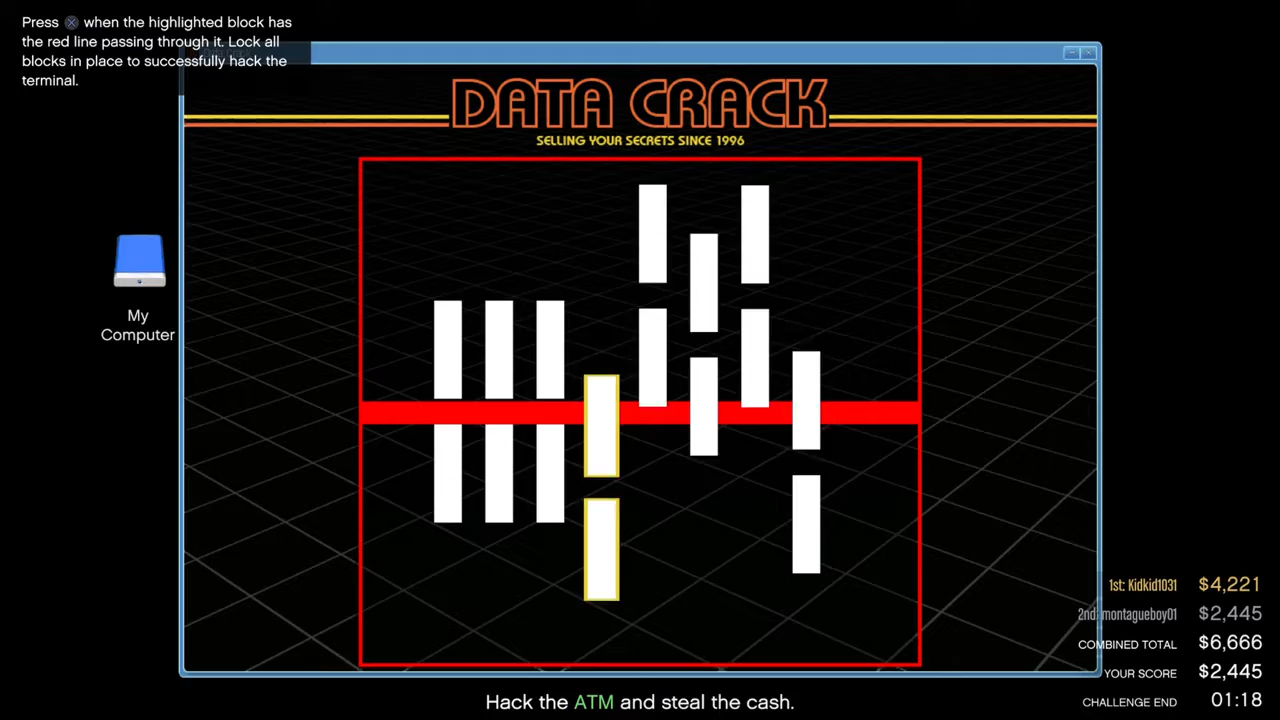 Press when the highlighted block has
the red line passing through it. Lock all
blocks in place to successfully hack the
terminal.
DATA CRACK
SELLING YOUR SECRETS SINCE 1996
My
Computer
1st: Kidkid1031 $4,221
2nd: montagueboy01 $2,445
COMBINED TOTAL $6,666
YOUR SCORE $2,445
CHALLENGE END 01:18
Hack the ATM and steal the cash.